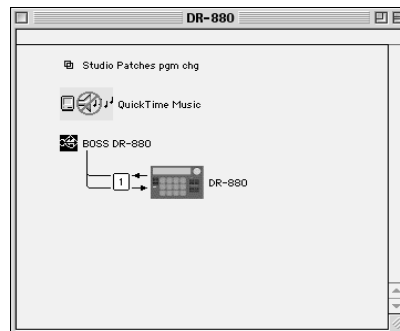 DR-880
Studio Patches pgm chg
QuickTime Music
BOSS DR-880
1
DR-880